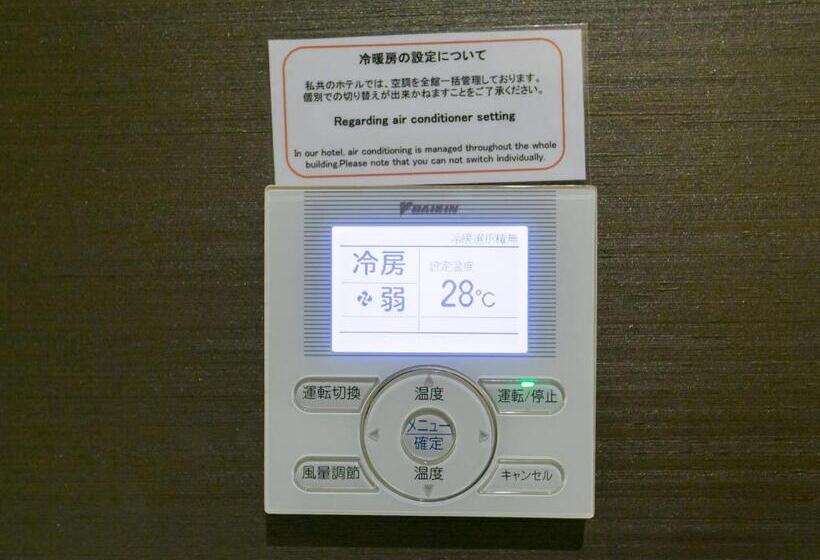 冷暖房の設定について
私共のホテルでは、空調を全館一括管理しております。
個別での切り替えが出来かねますことをご了承ください。
Regarding air conditioner setting
In our hotel, air conditioning is managed throughout the whole
building.Please note that you can not switch individually.
DAIKIN
冷暖選択権無
冷房
設定温度
弱
28℃
運転切換
温度
運転/停止
メニュー
確定
風量調節
温度
キャンセル